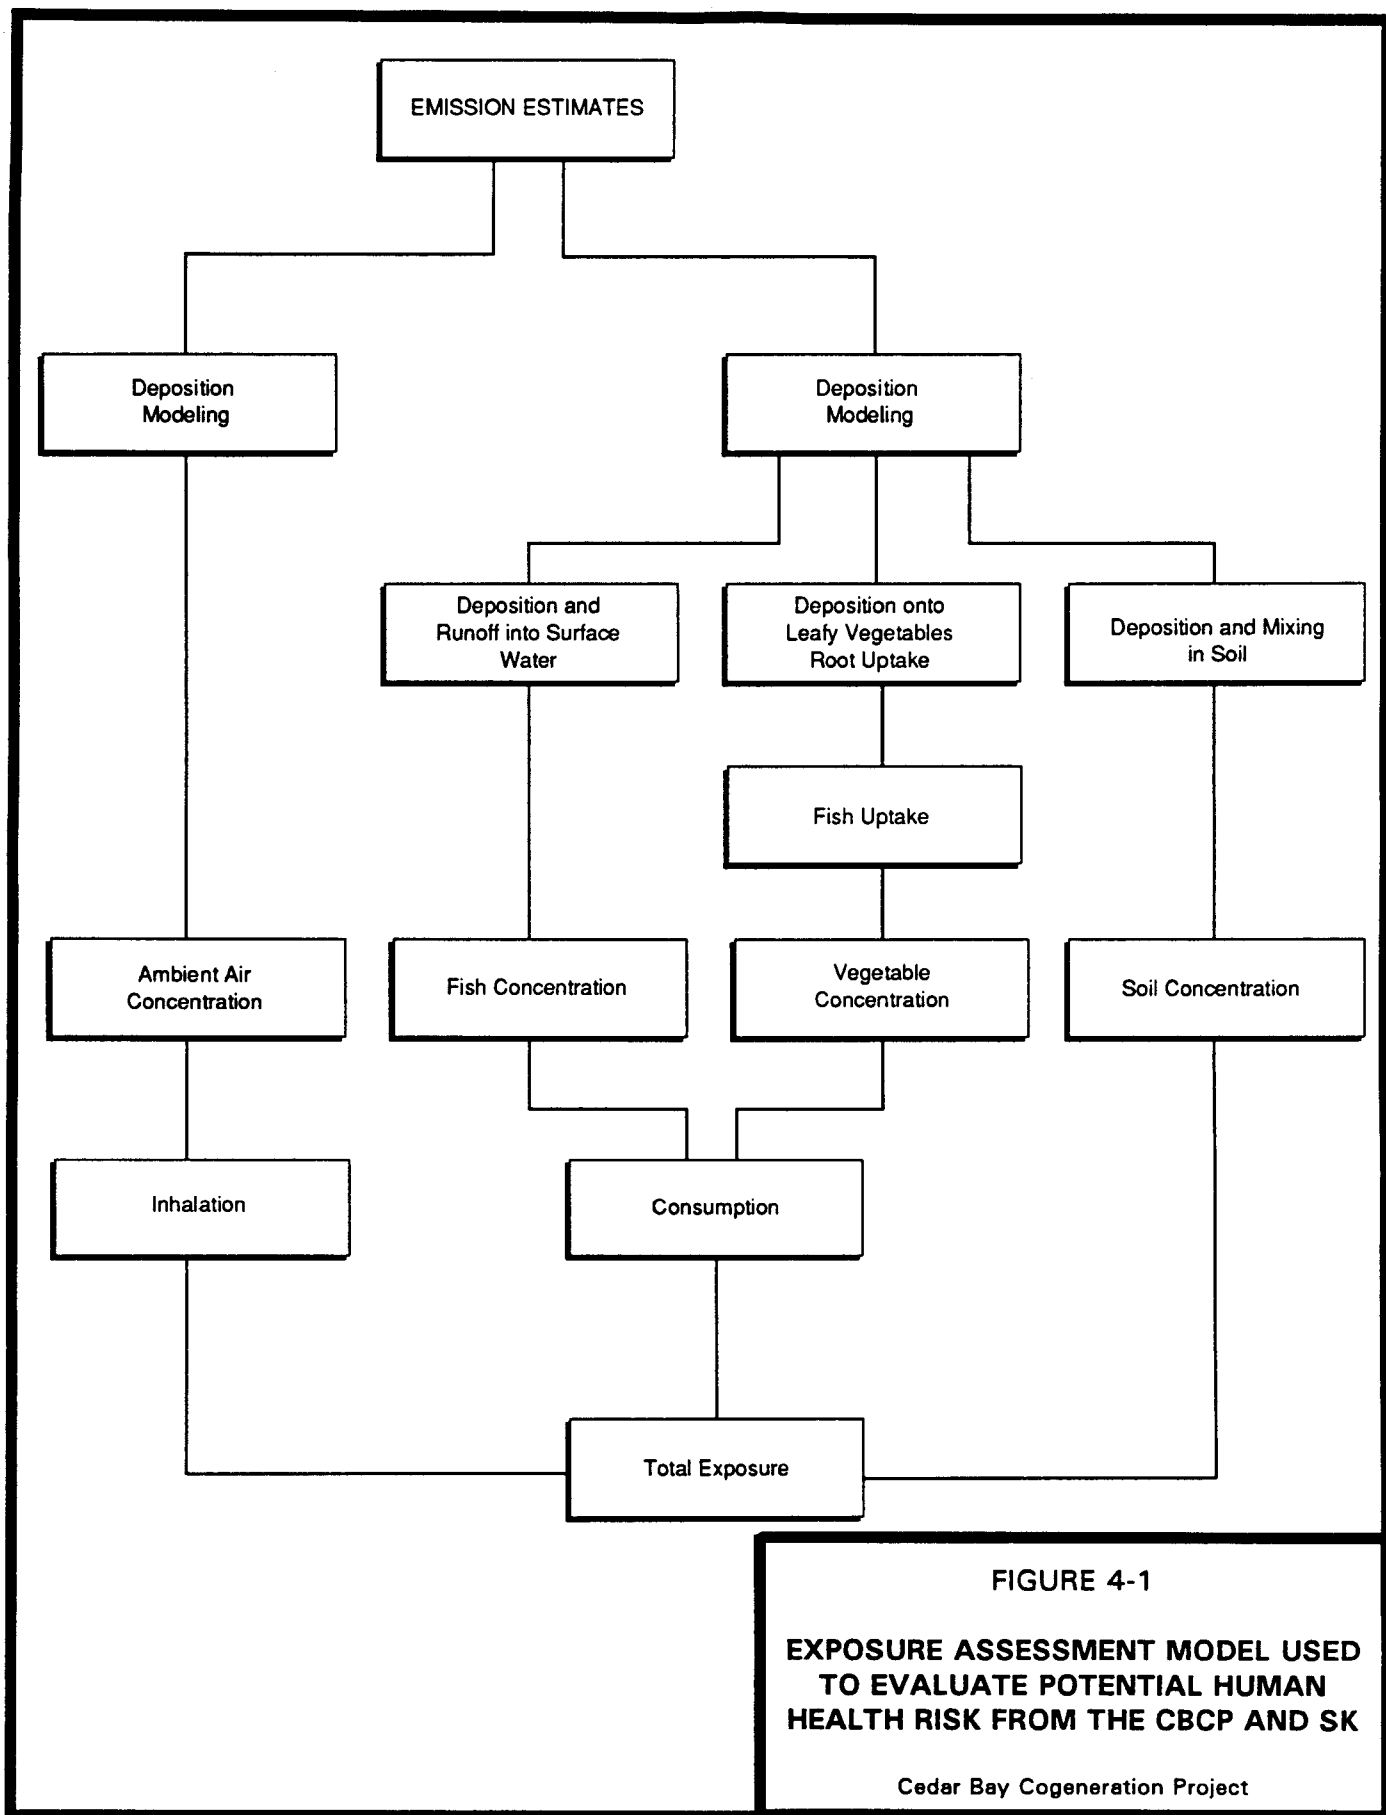 EMISSION ESTIMATES
Deposition
Modeling
Deposition
Modeling
Deposition and
Runoff into Surface
Water
Deposition onto
Leafy Vegetables
Root Uptake
Deposition and Mixing
in Soil
Fish Uptake
Ambient Air
Concentration
Fish Concentration
Vegetable
Concentration
Soil Concentration
Inhalation
Consumption
Total Exposure
FIGURE 4-1
EXPOSURE ASSESSMENT MODEL USED
TO EVALUATE POTENTIAL HUMAN
HEALTH RISK FROM THE CBCP AND SK
Cedar Bay Cogeneration Project